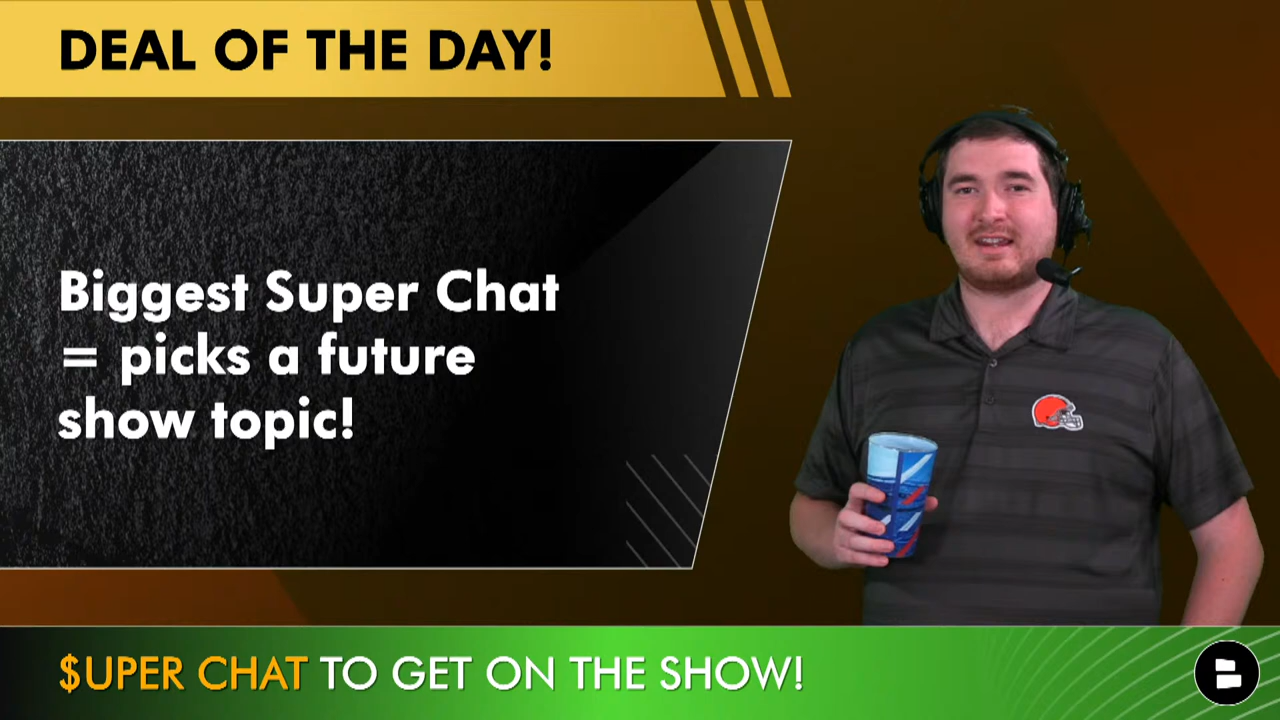 DEAL OF THE DAY!
Biggest Super Chat
= picks a future
show topic!
$UPER CHAT TO GET ON THE SHOW!